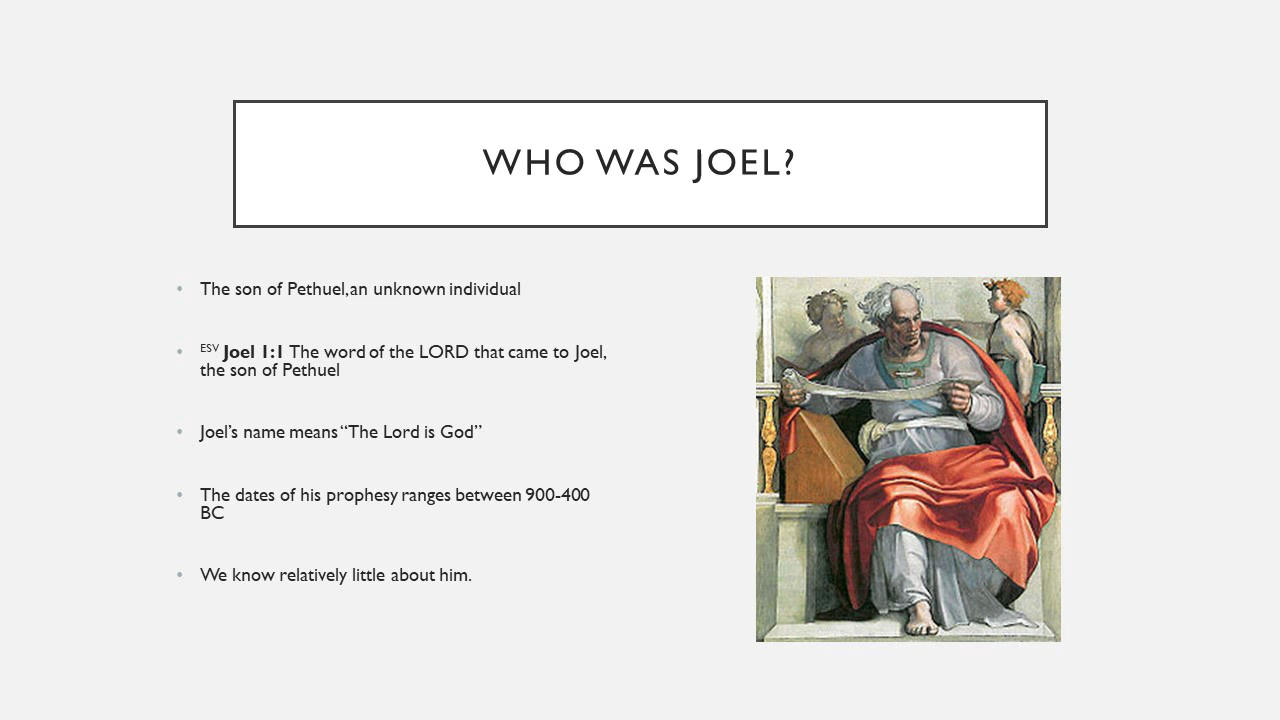 WHO WAS JOEL?
• The son of Pethuel, an unknown individual
• ESV Joel 1:1 The word of the LORD that came to Joel,
the son of Pethuel
• Joel’s name means “The Lord is God”
• The dates of his prophesy ranges between 900-400
BC
• We know relatively little about him.